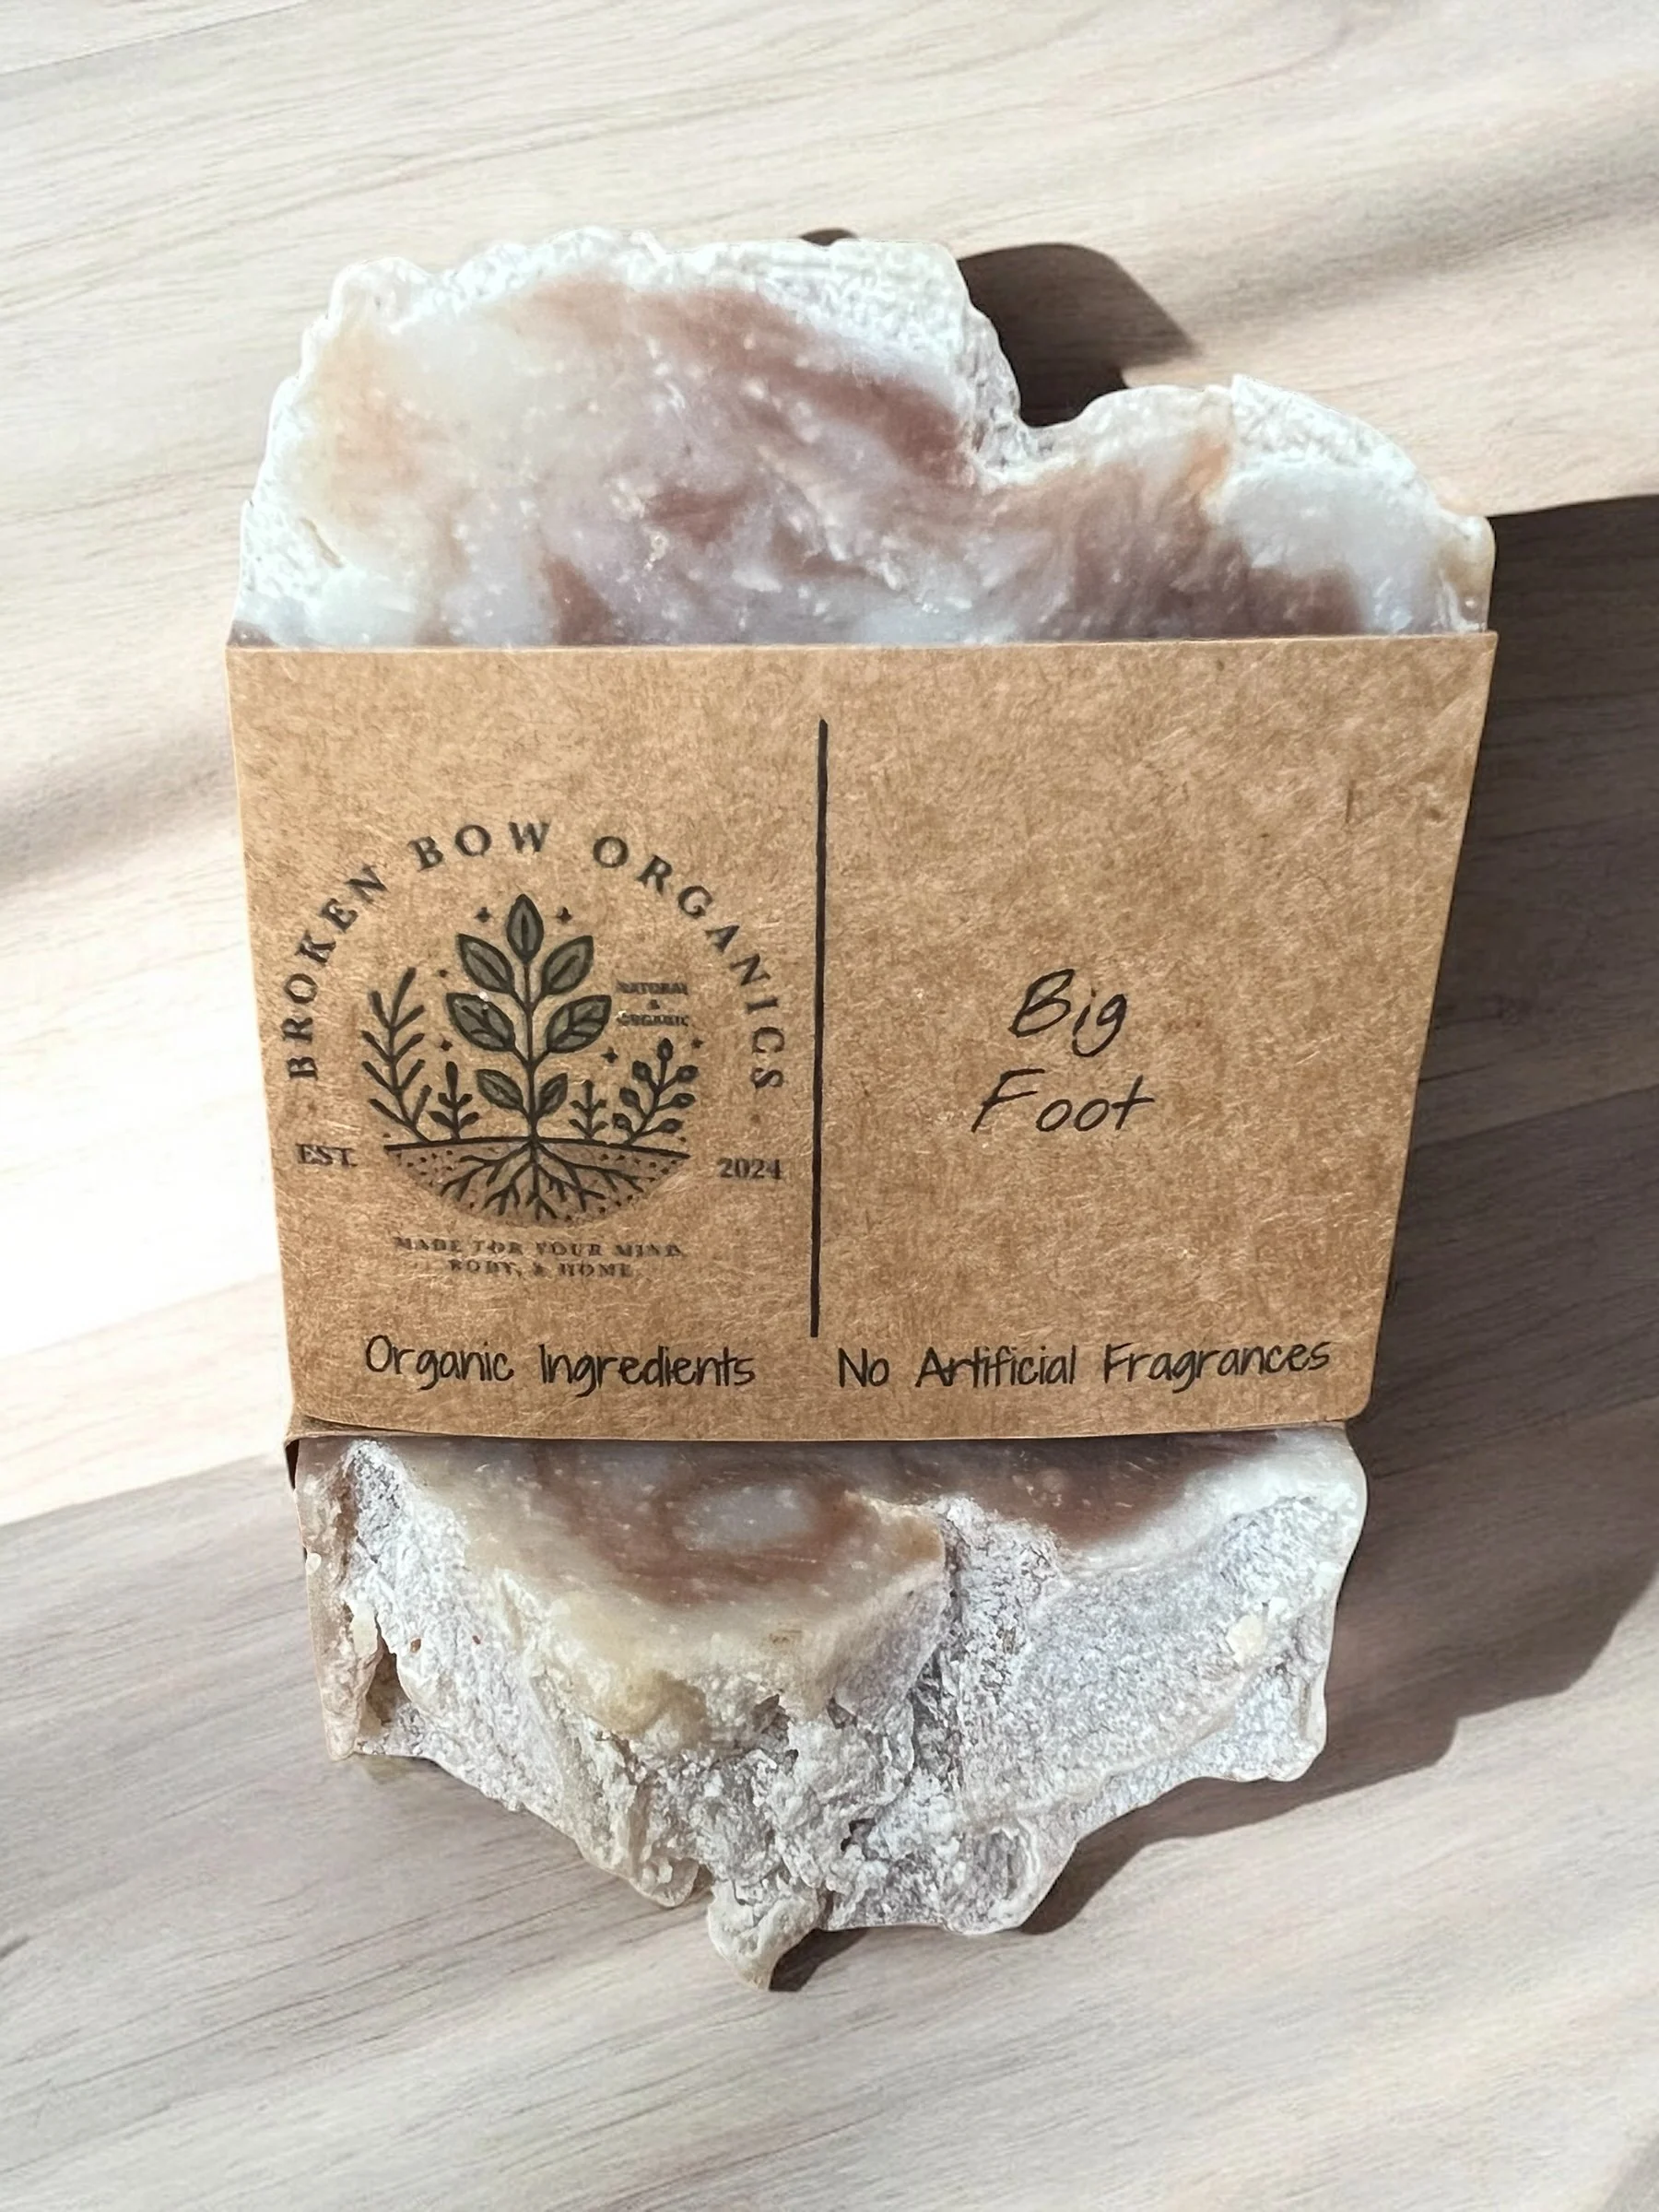 BROKEN BOW ORGANICS
NATURAL
&
ORGANIC
EST. 2024
MADE FOR YOUR MIND,
BODY, & HOME
Big
Foot
Organic Ingredients
No Artificial Fragrances